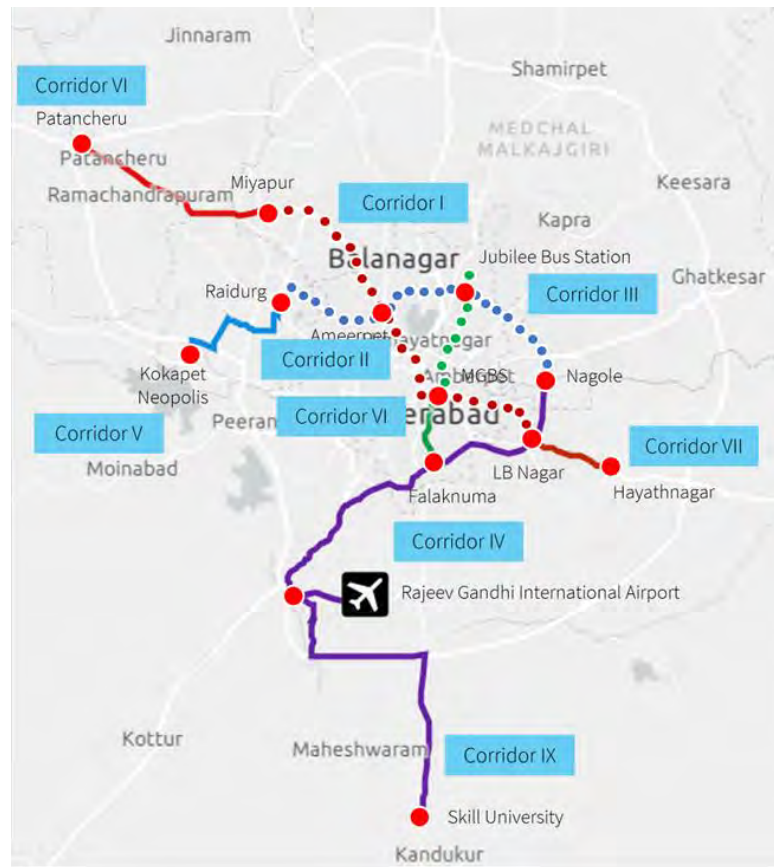 Jinnaram
Corridor VI
Patancheru
Shamirpet
MEDCHAL
MALKAJGIRI
Patancheru
Ramachandrapuram
Miyapur
Keesara
Corridor I
Kapra
Balanagar
Jubilee Bus Station
Ghatkesar
Raidurg
Corridor III
Ameerpet
Corridor II
MGBS
Kokapet
Neopolis
Nagole
Corridor VI
Corridor V
Moinabad
LB Nagar
Corridor VII
Hayathnagar
Falaknuma
Corridor IV
Rajeev Gandhi International Airport
Kottur
Maheshwaram
Corridor IX
Skill University
Kandukur